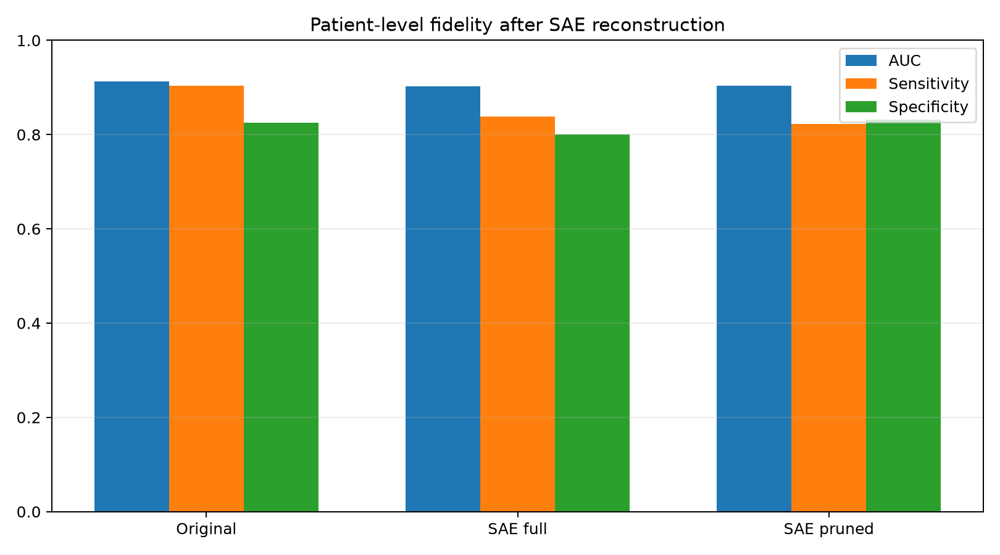 Patient-level fidelity after SAE reconstruction
1.0
0.8
0.6
0.4
0.2
0.0
AUC
Sensitivity
Specificity
Original
SAE full
SAE pruned